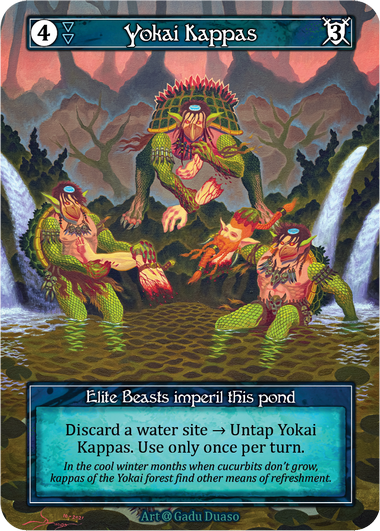 4 Yokai Kappas 3
Elite Beasts imperil this pond
Discard a water site → Untap Yokai
Kappas. Use only once per turn.
In the cool winter months when cucurbits don't grow,
kappas of the Yokai forest find other means of refreshment.
Art @ Gadu Duaso